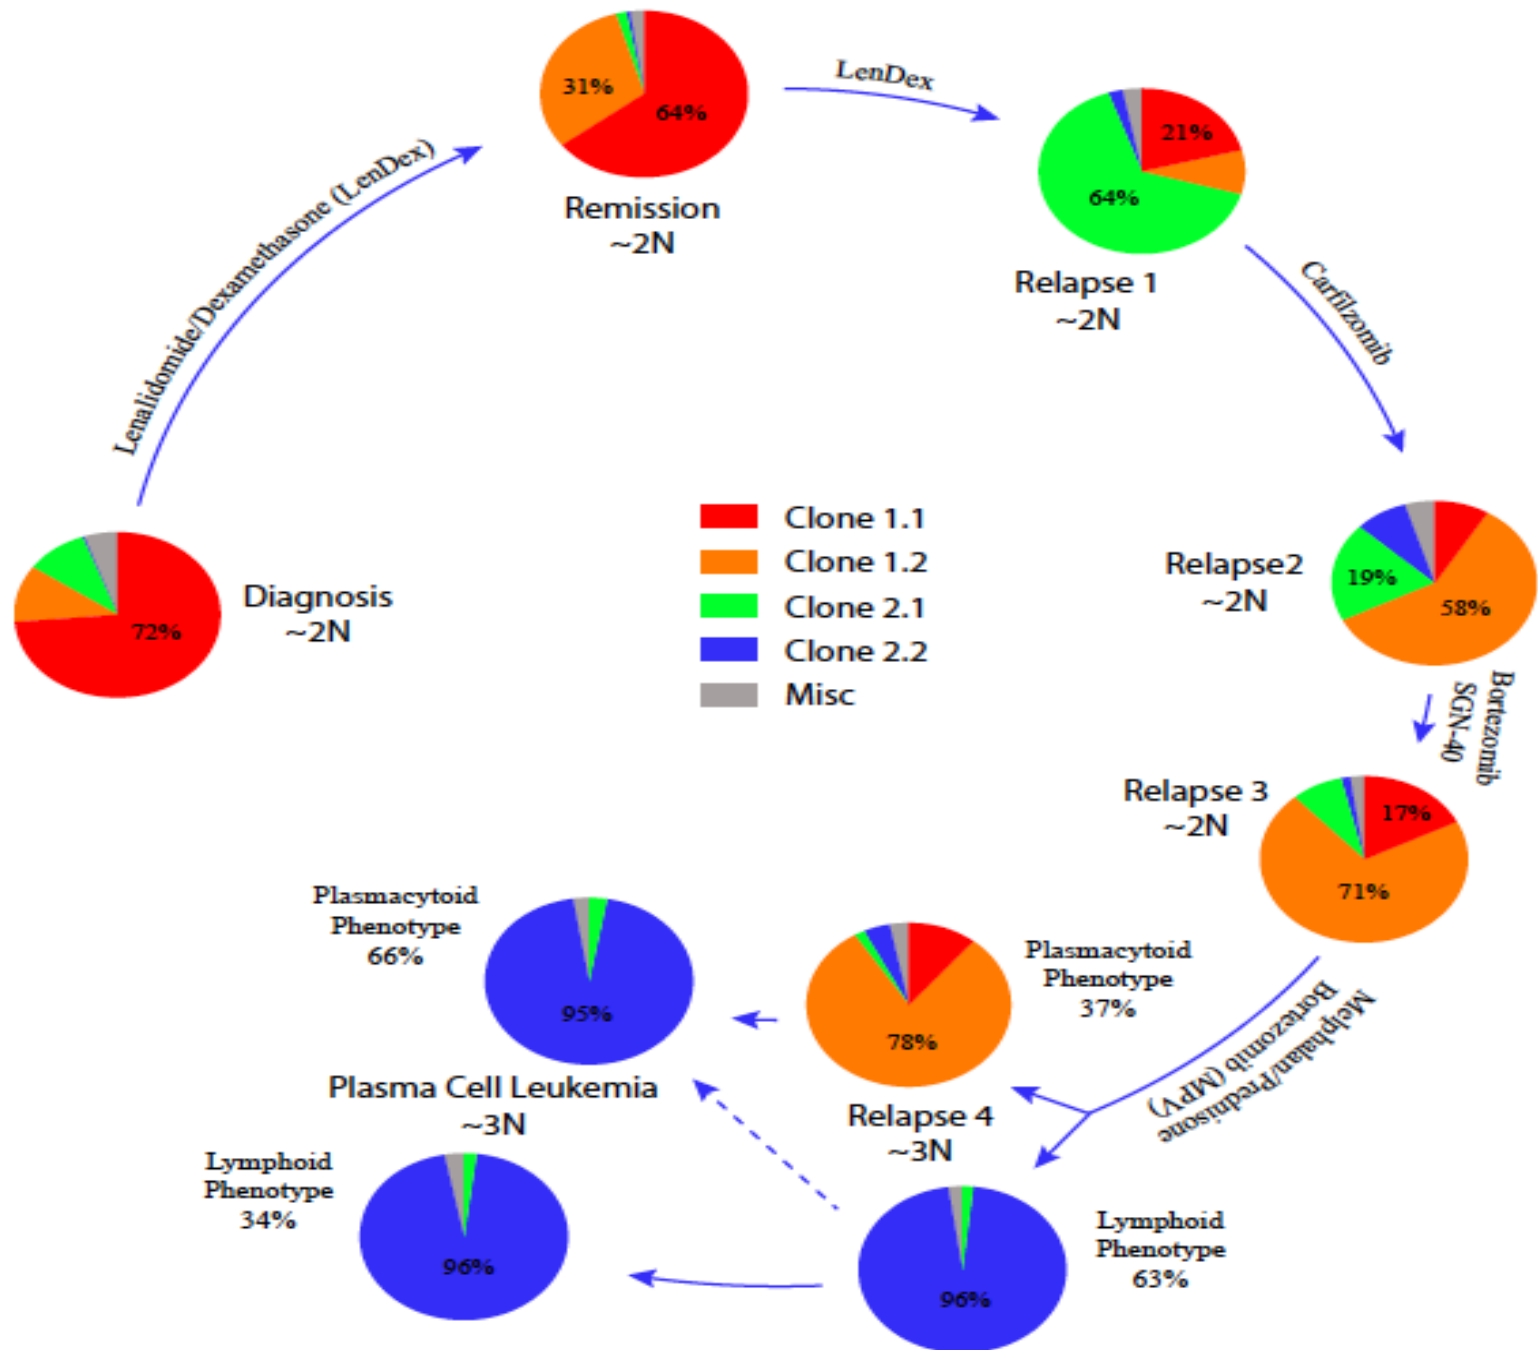 31%
64%
Remission
~2N
LenDex
21%
64%
Relapse 1
~2N
Lenalidomide/Dexamethasone (LenDex)
Carfilzomib
72%
Diagnosis
~2N
Clone 1.1
Clone 1.2
Clone 2.1
Clone 2.2
Misc
Relapse2
~2N
19%
58%
Bortezomib
SGN-40
Relapse 3
~2N
17%
71%
Melphalan/Prednisone
Bortezomib (MPV)
Plasmacytoid
Phenotype
37%
78%
Relapse 4
~3N
Plasmacytoid
Phenotype
66%
95%
Plasma Cell Leukemia
~3N
Lymphoid
Phenotype
34%
96%
Lymphoid
Phenotype
63%
96%